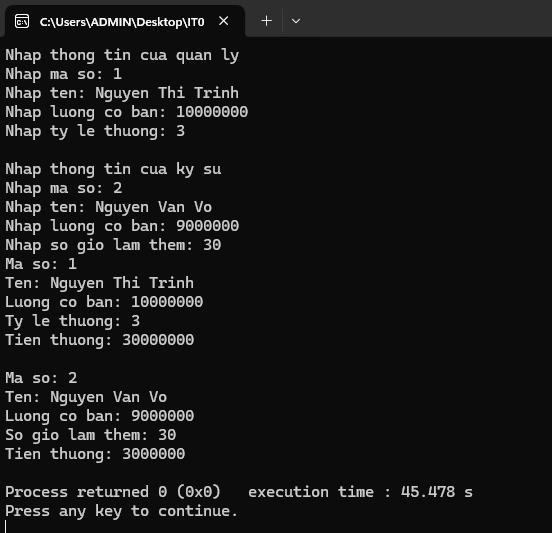 C:\Users\ADMIN\Desktop\IT0
Nhap thong tin cua quan ly
Nhap ma so: 1
Nhap ten: Nguyen Thi Trinh
Nhap luong co ban: 10000000
Nhap ty le thuong: 3
Nhap thong tin cua ky su
Nhap ma so: 2
Nhap ten: Nguyen Van Vo
Nhap luong co ban: 9000000
Nhap so gio lam them: 30
Ma so: 1
Ten: Nguyen Thi Trinh
Luong co ban: 10000000
Ty le thuong: 3
Tien thuong: 30000000
Ma so: 2
Ten: Nguyen Van Vo
Luong co ban: 9000000
So gio lam them: 30
Tien thuong: 3000000
Process returned 0 (0x0)   execution time : 45.478 s
Press any key to continue.